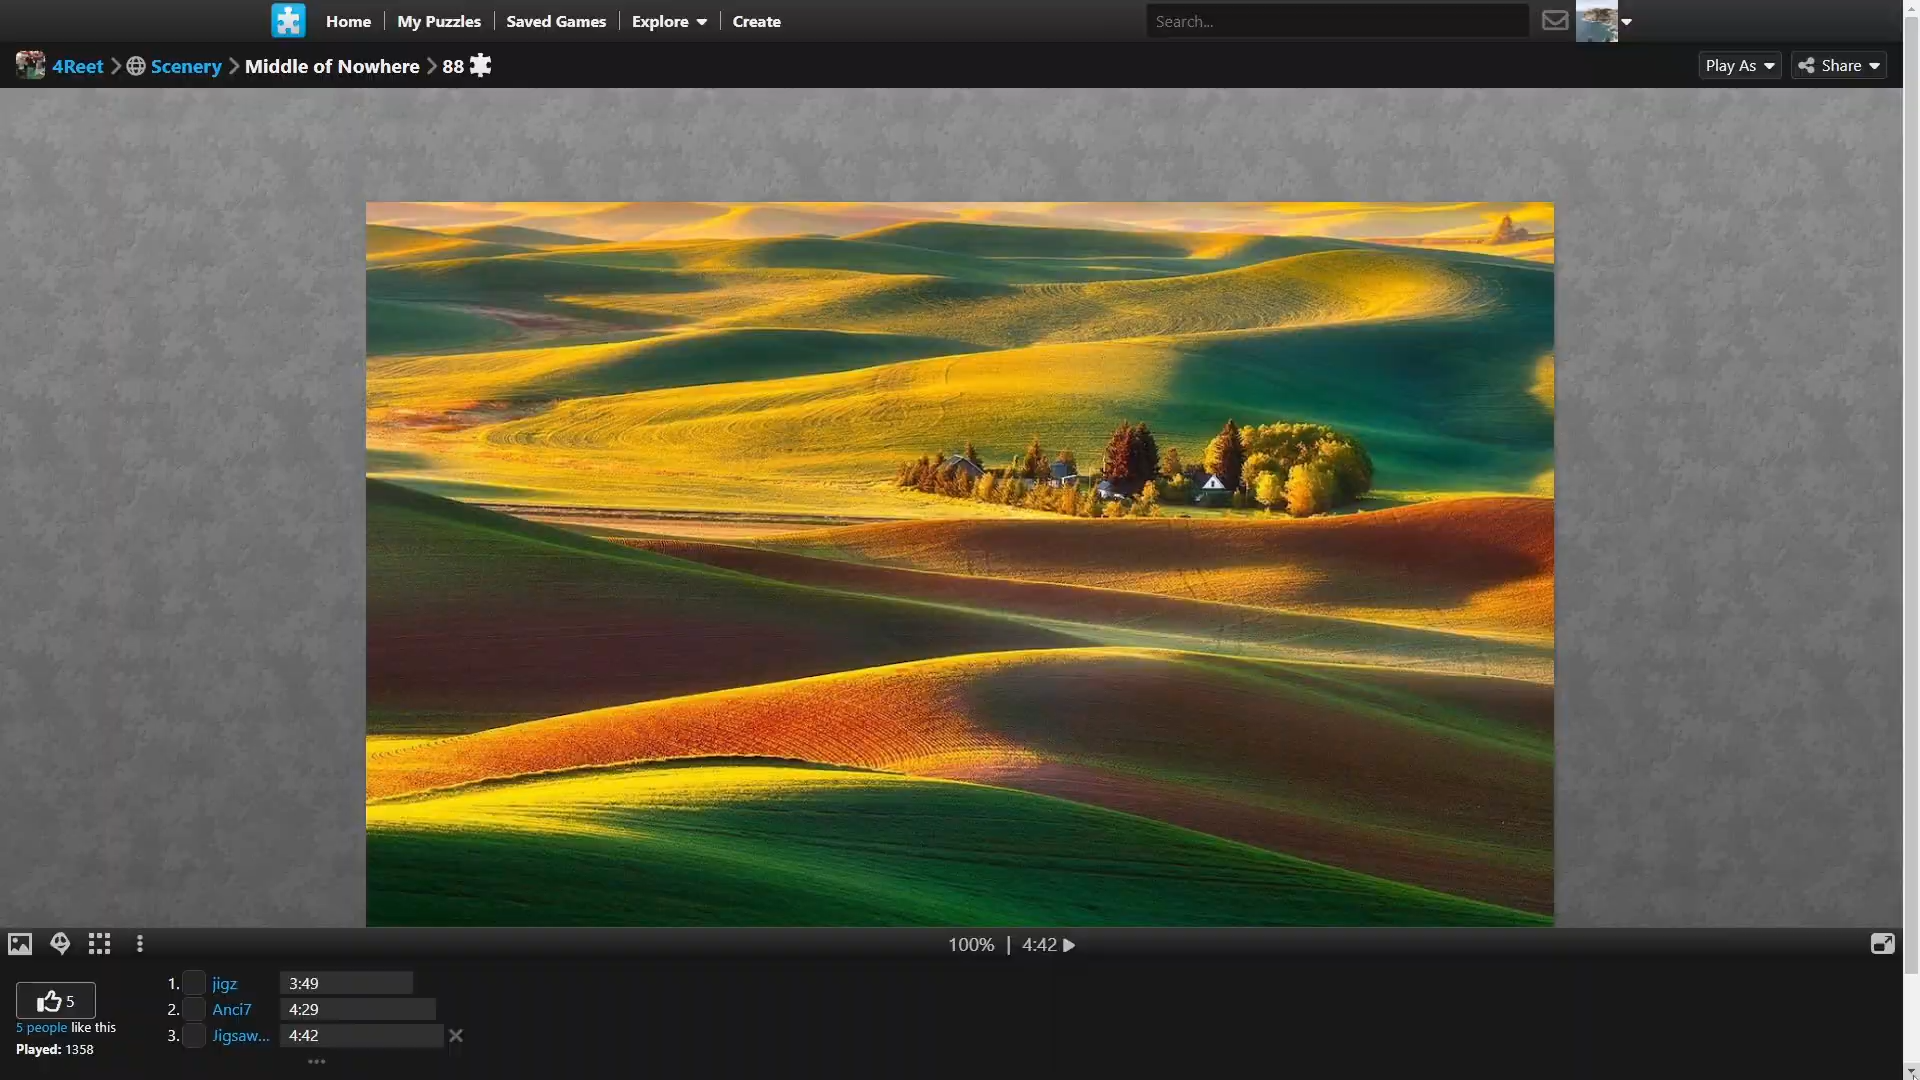 Home My Puzzles Saved Games Explore Create Search...
4Reet Scenery Middle of Nowhere 88 Play As Share
100% | 4:42
5
5 people like this
Played: 1358
1. jigz 3:49
2. Anci7 4:29
3. Jigsaw... 4:42